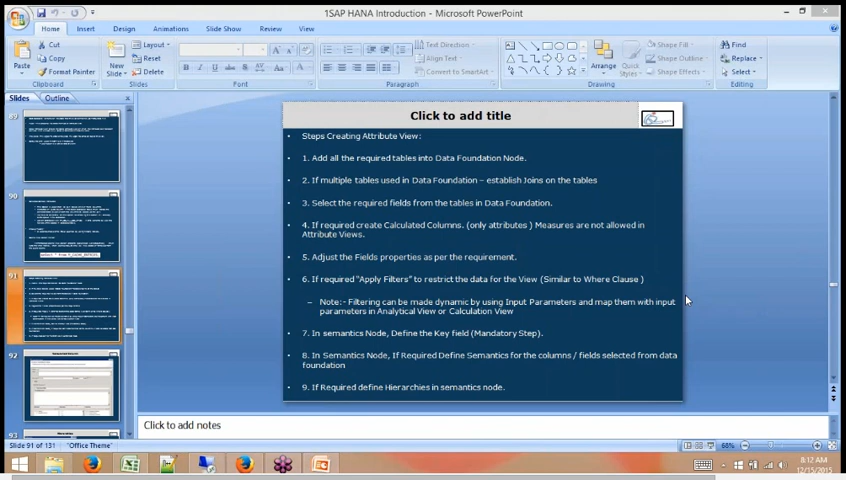 1SAP HANA Introduction - Microsoft PowerPoint
Home Insert Design Animations Slide Show Review View
Paste
Cut
Copy
Format Painter
Clipboard
New Slide
Layout
Reset
Delete
Slides
Font
Text Direction
Align Text
Convert to SmartArt
Paragraph
Arrange
Quick Styles
Shape Fill
Shape Outline
Shape Effects
Drawing
Find
Replace
Select
Editing
Slides Outline
89
90
91
92
93
Click to add title
Steps Creating Attribute View:
1. Add all the required tables into Data Foundation Node.
2. If multiple tables used in Data Foundation – establish Joins on the tables
3. Select the required fields from the tables in Data Foundation.
4. If required create Calculated Columns. (only attributes ) Measures are not allowed in
Attribute Views.
5. Adjust the Fields properties as per the requirement.
6. If required "Apply Filters" to restrict the data for the View (Similar to Where Clause )
– Note:- Filtering can be made dynamic by using Input Parameters and map them with input
parameters in Analytical View or Calculation View
7. In semantics Node, Define the Key field (Mandatory Step).
8. In Semantics Node, If Required Define Semantics for the columns / fields selected from data
foundation
9. If Required define Hierarchies in semantics node.
Click to add notes
Slide 91 of 131 "Office Theme" 68%
8:12 AM
12/15/2015